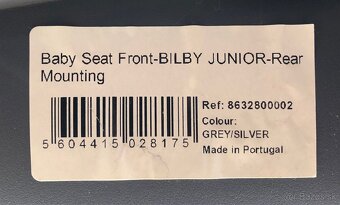 Baby Seat Front-BILBY JUNIOR-Rear
Mounting
Ref: 8632800002
Colour:
GREY/SILVER
Made in Portugal
5 604415 028175